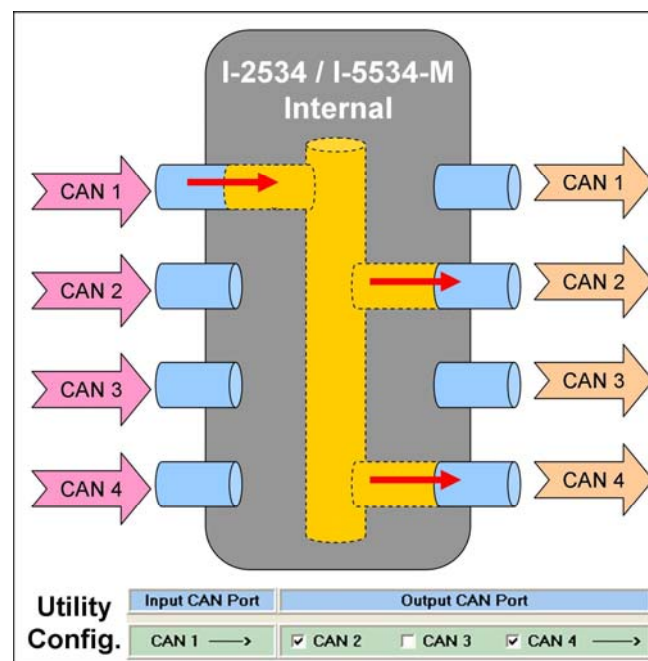 I-2534 / I-5534-M
Internal
CAN 1
CAN 1
CAN 2
CAN 2
CAN 3
CAN 3
CAN 4
CAN 4
Utility
Config.
Input CAN Port
Output CAN Port
CAN 1 ---->
CAN 2
CAN 3
CAN 4 ---->